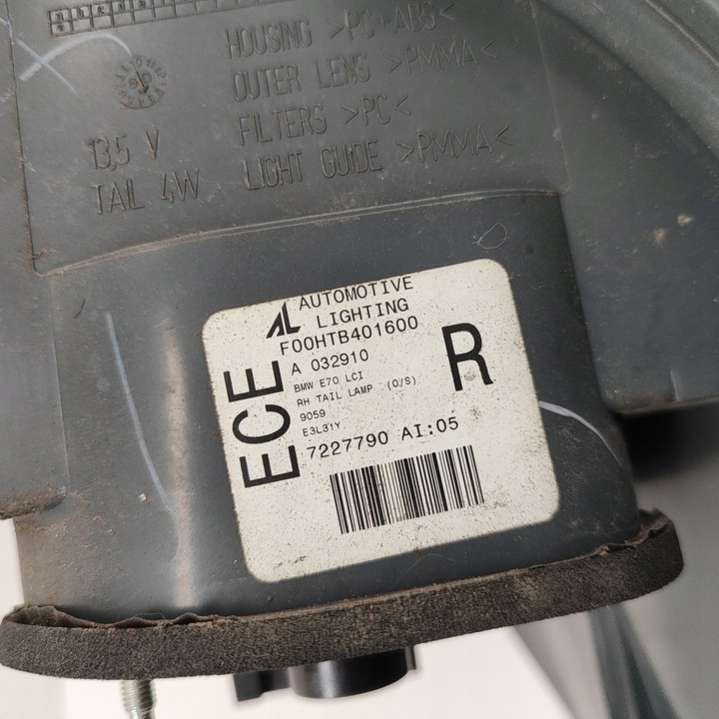 HOUSING >PC+ABS<
OUTER LENS >PMMA<
FILTERS >PC<
LIGHT GUIDE >PMMA<
13,5 V
TAIL 4W
AL AUTOMOTIVE
LIGHTING
F00HTB401600
A 032910
BMW E70 LCI
RH TAIL LAMP (O/S)
9059
E3L31Y
7227790 AI:05
ECE
R